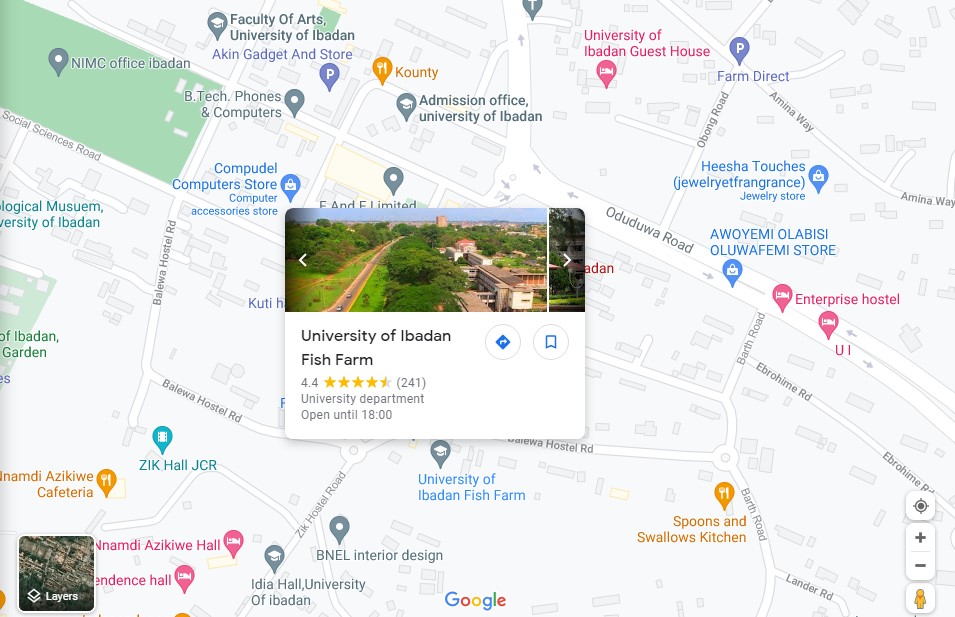 Faculty Of Arts,
University of Ibadan
Akin Gadget And Store
NIMC office ibadan
Kounty
University of
Ibadan Guest House
Farm Direct
B.Tech. Phones
& Computers
Admission office,
university of Ibadan
Social Sciences Road
Obong Road
Amina Way
Compudel
Computers Store
Computer
accessories store
E And E Limited
Heesha Touches
(jewelryetfrangrance)
Jewelry store
Amina Way
ological Musuem,
versity of Ibadan
Oduduwa Road
AWOYEMI OLABISI
OLUWAFEMI STORE
Balewa Hostel Rd
adan
Kuti h
Enterprise hostel
U I
of Ibadan,
Garden
es
University of Ibadan
Fish Farm
4.4 (241)
University department
Open until 18:00
Barth Road
Ebrohime Rd
Balewa Hostel Rd
F
Balewa Hostel Rd
ZIK Hall JCR
University of
Ibadan Fish Farm
Ebrohime Rd
Nnamdi Azikiwe
Cafeteria
Zik Hostel Road
Spoons and
Swallows Kitchen
Barth Road
Nnamdi Azikiwe Hall
BNEL interior design
endence hall
Idia Hall,University
Of ibadan
Lander Rd
Layers
Google